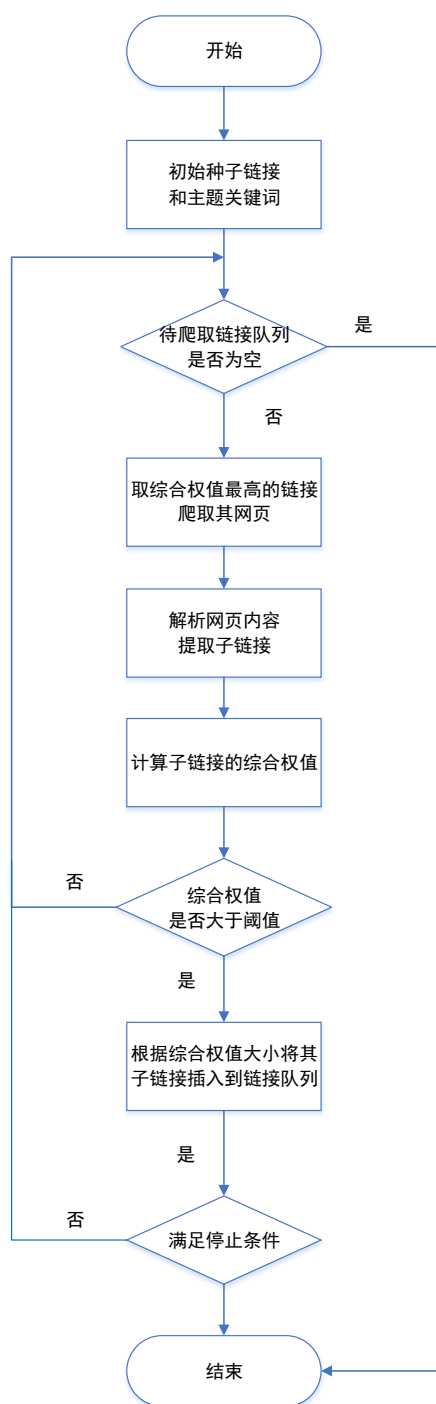 开始
初始种子链接
和主题关键词
待爬取链接队列
是否为空
是
否
取综合权值最高的链接
爬取其网页
解析网页内容
提取子链接
计算子链接的综合权值
否
综合权值
是否大于阈值
是
根据综合权值大小将其
子链接插入到链接队列
是
否
满足停止条件
结束